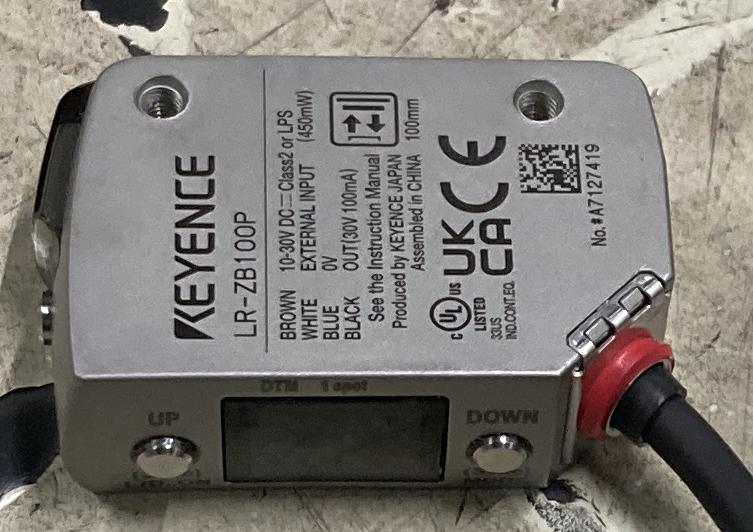 KEYENCE
LR-ZB100P
BROWN 10-30V DC⎓Class2 or LPS
WHITE EXTERNAL INPUT (450mW)
BLUE 0V
BLACK OUT(30V 100mA)
See the Instruction Manual
Produced by KEYENCE JAPAN
Assembled in CHINA
100mm
C UL US
LISTED
33US
IND.CONT.EQ.
UK
CA
CE
No.#A7127419
DTM 1 spot
UP
DOWN